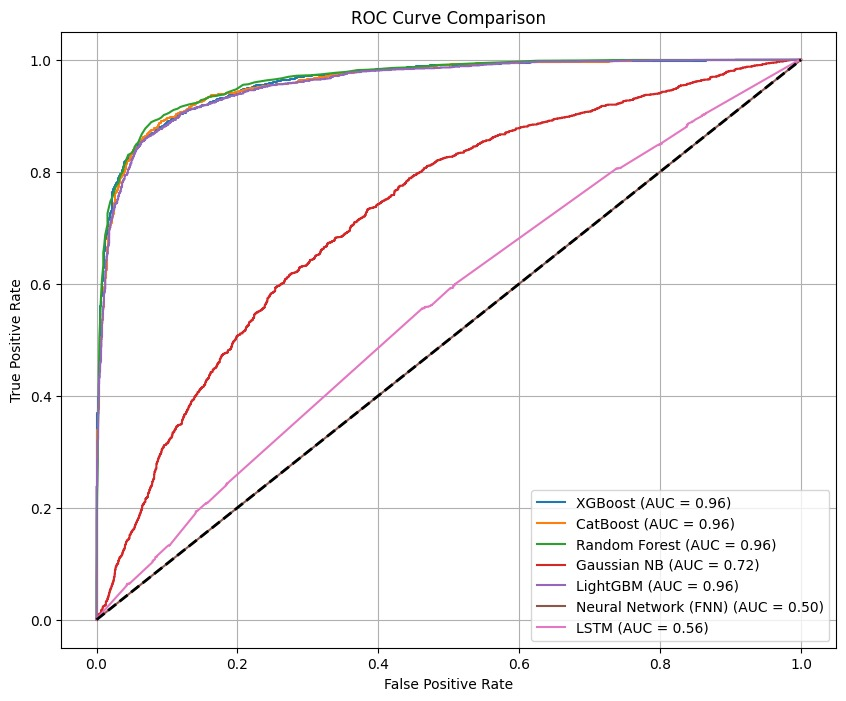 ROC Curve Comparison
True Positive Rate
1.0
0.8
0.6
0.4
0.2
0.0
XGBoost (AUC = 0.96)
CatBoost (AUC = 0.96)
Random Forest (AUC = 0.96)
Gaussian NB (AUC = 0.72)
LightGBM (AUC = 0.96)
Neural Network (FNN) (AUC = 0.50)
LSTM (AUC = 0.56)
0.0 0.2 0.4 0.6 0.8 1.0
False Positive Rate